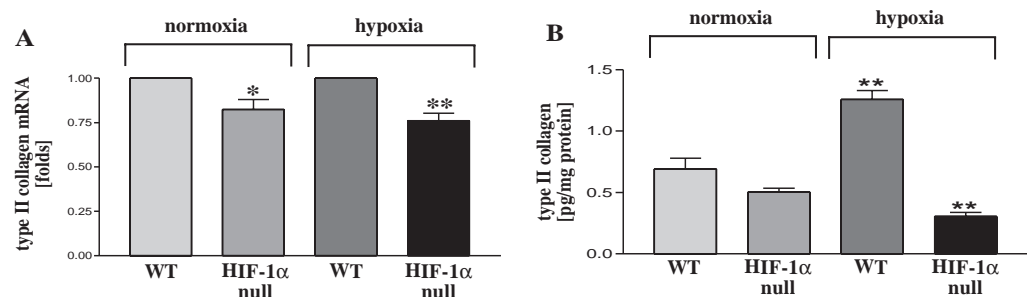 A
normoxia
hypoxia
type II collagen mRNA
[folds]
1.00
0.75
0.50
0.25
0.00
*
**
WT
HIF-1α
null
WT
HIF-1α
null
B
normoxia
hypoxia
type II collagen
[pg/mg protein]
1.5
1.0
0.5
0.0
**
**
WT
HIF-1α
null
WT
HIF-1α
null